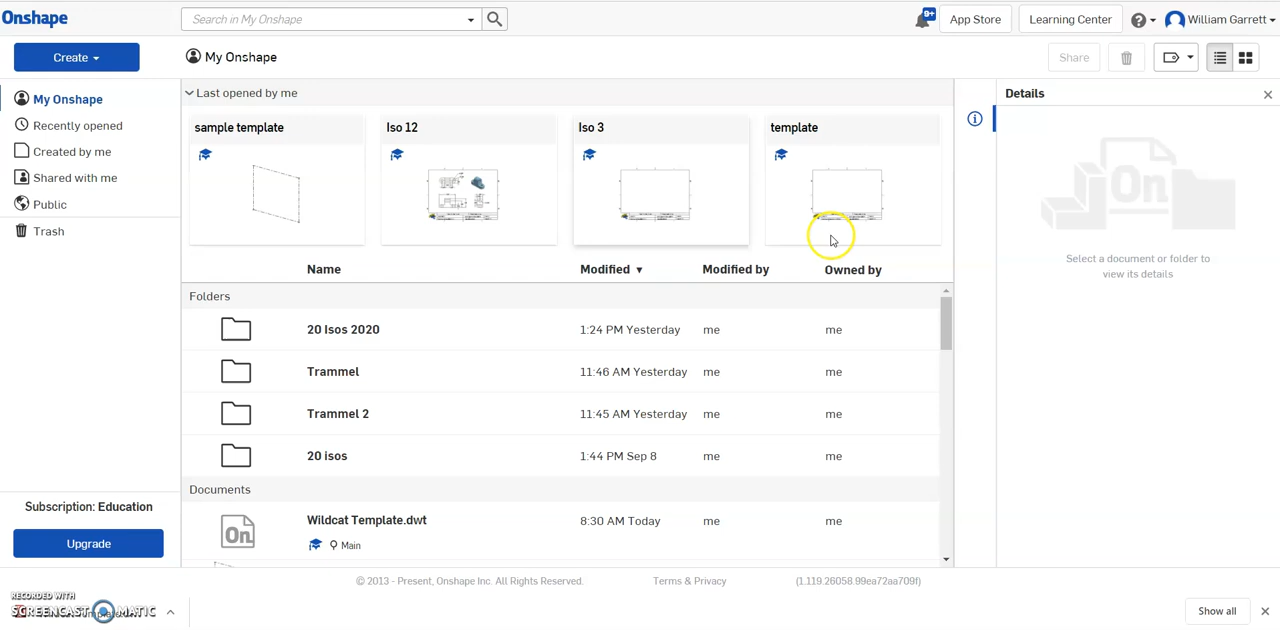 Onshape
Search in My Onshape
9+
App Store
Learning Center
William Garrett
Create
My Onshape
Share
My Onshape
Recently opened
Created by me
Shared with me
Public
Trash
Last opened by me
sample template
Iso 12
Iso 3
template
Name Modified Modified by Owned by
Folders
20 Isos 2020 1:24 PM Yesterday me me
Trammel 11:46 AM Yesterday me me
Trammel 2 11:45 AM Yesterday me me
20 isos 1:44 PM Sep 8 me me
Documents
On Wildcat Template.dwt 8:30 AM Today me me
Main
Details
On
Select a document or folder to
view its details
Subscription: Education
Upgrade
© 2013 - Present, Onshape Inc. All Rights Reserved. Terms & Privacy (1.119.26058.99ea72aa709f)
RECORDED WITH
SCREENCAST MATIC
Show all